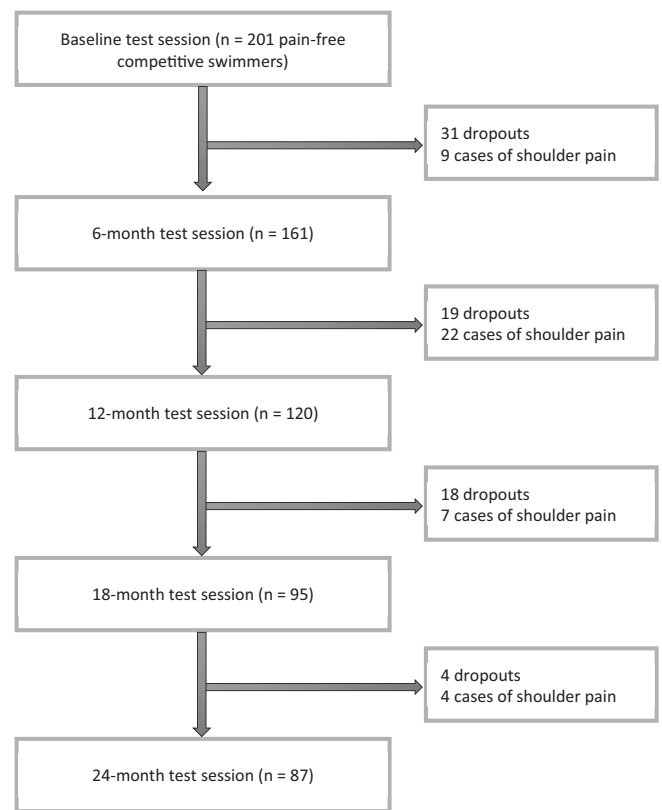 Baseline test session (n = 201 pain-free
competitive swimmers)
31 dropouts
9 cases of shoulder pain
6-month test session (n = 161)
19 dropouts
22 cases of shoulder pain
12-month test session (n = 120)
18 dropouts
7 cases of shoulder pain
18-month test session (n = 95)
4 dropouts
4 cases of shoulder pain
24-month test session (n = 87)